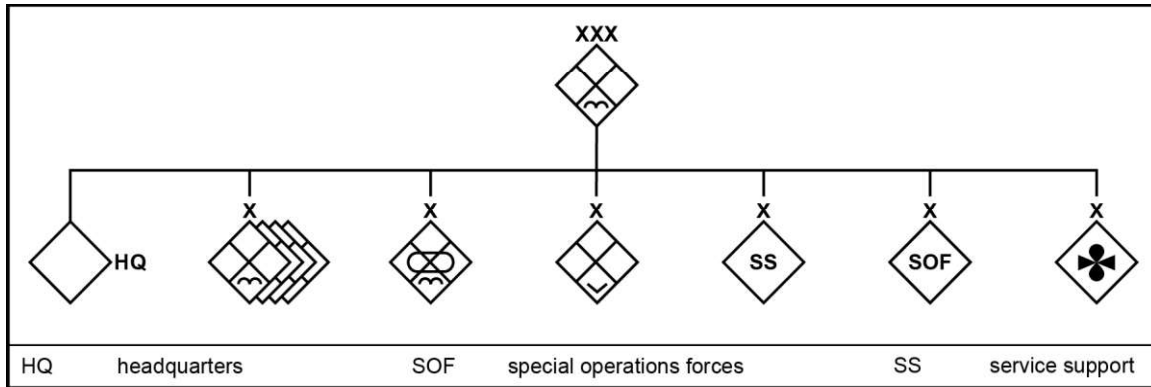 XXX
X X X X X X
HQ SS SOF
HQ headquarters SOF special operations forces SS service support